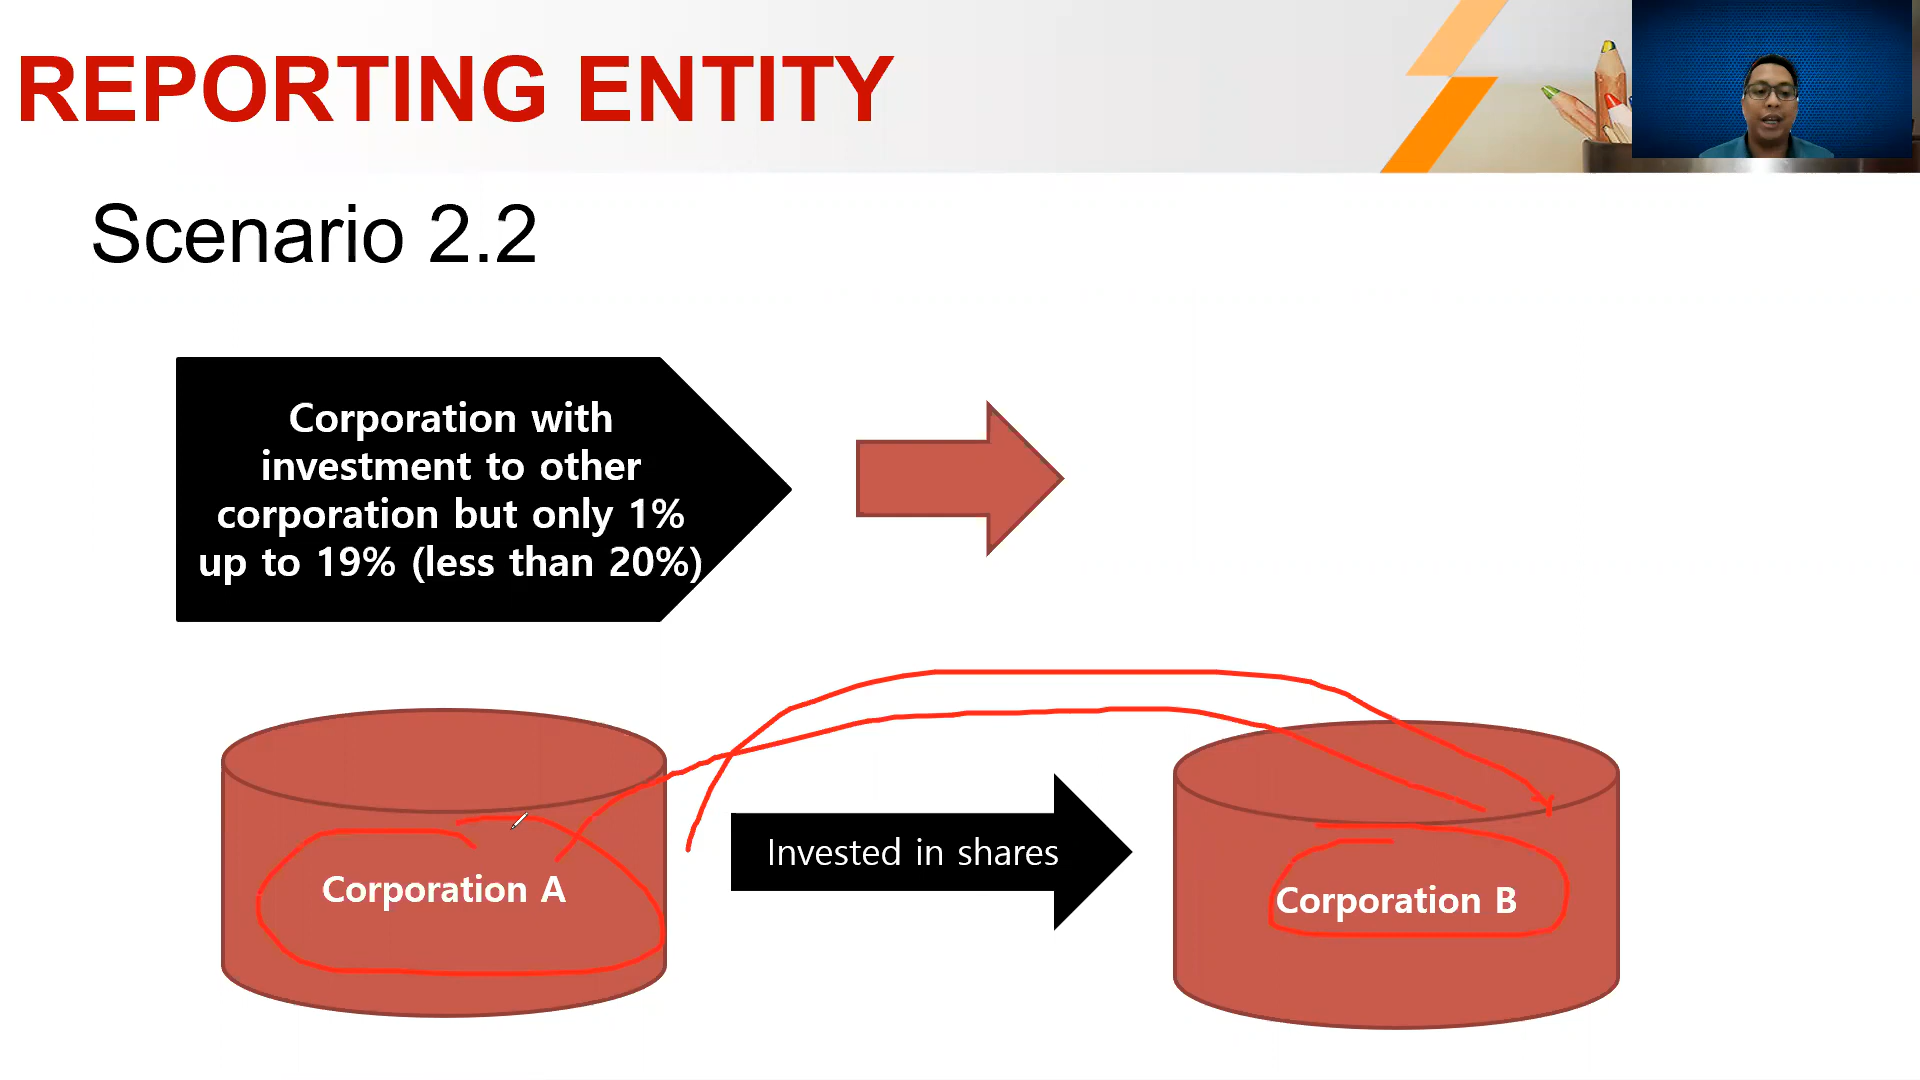 REPORTING ENTITY
Scenario 2.2
Corporation with
investment to other
corporation but only 1%
up to 19% (less than 20%)
Invested in shares
Corporation A
Corporation B